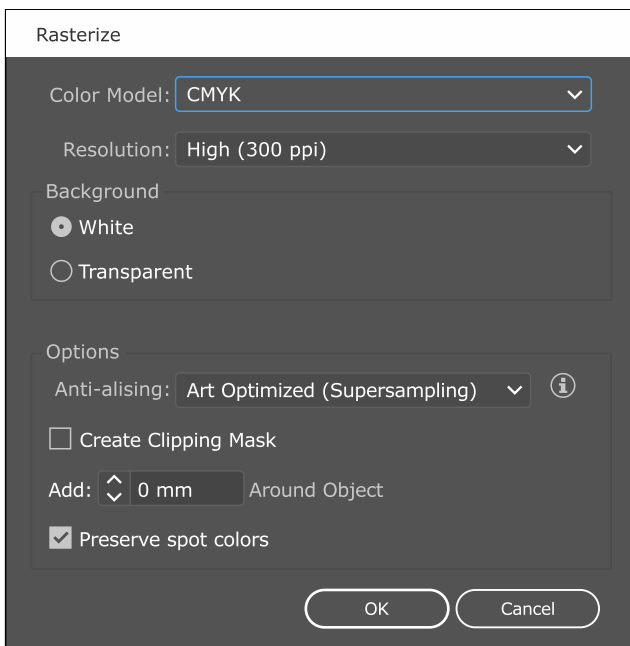 Rasterize
Color Model: CMYK
Resolution: High (300 ppi)
Background
White
Transparent
Options
Anti-alising: Art Optimized (Supersampling)
Create Clipping Mask
Add: 0 mm Around Object
Preserve spot colors
OK Cancel